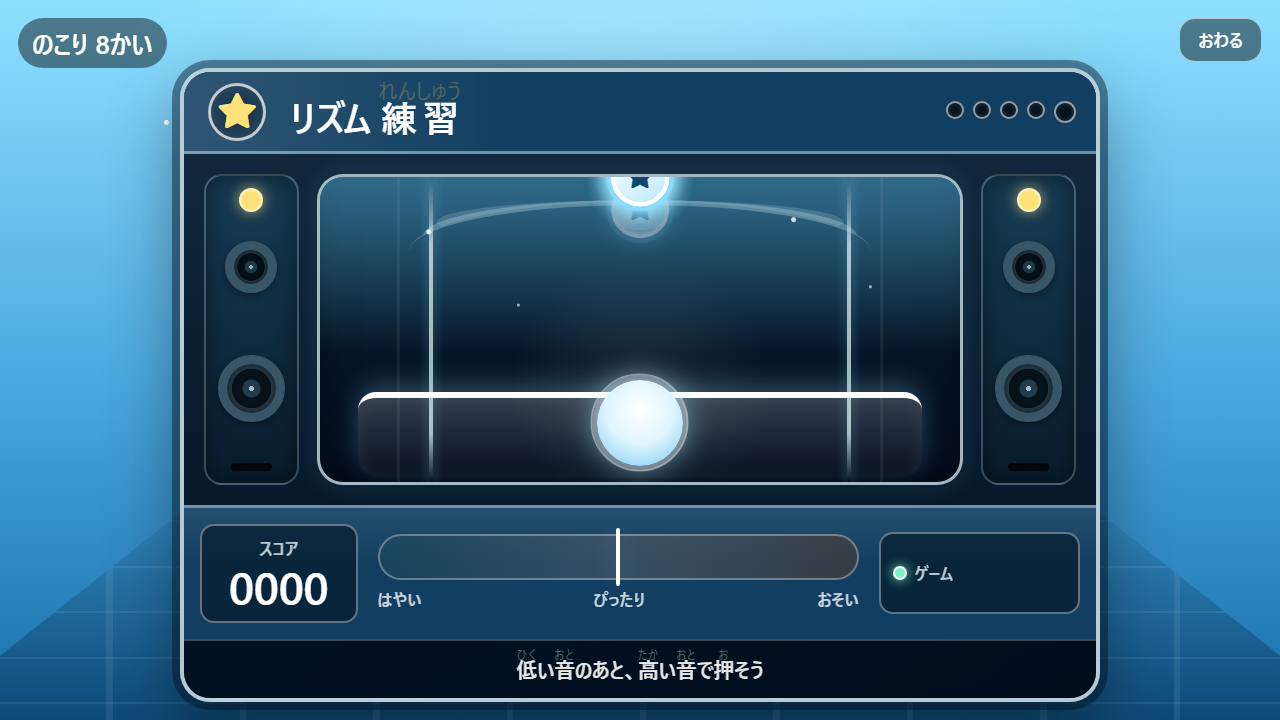 のこり 8かい
おわる
れんしゅう
リズム 練習
スコア
0000
はやい
ぴったり
おそい
ゲーム
ひく おと たか おと お
低い音のあと、高い音で押そう